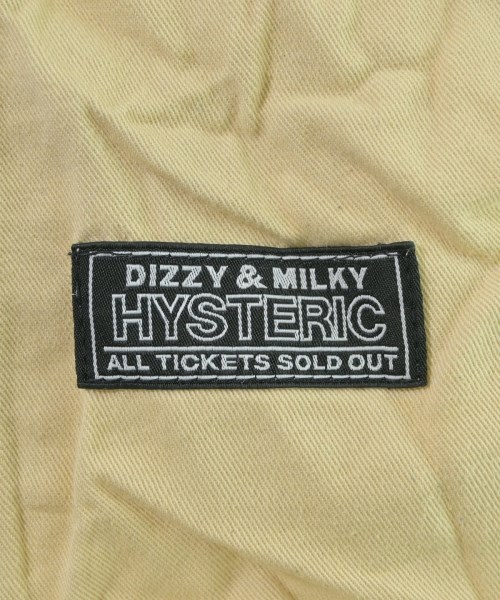 DIZZY & MILKY
HYSTERIC
ALL TICKETS SOLD OUT